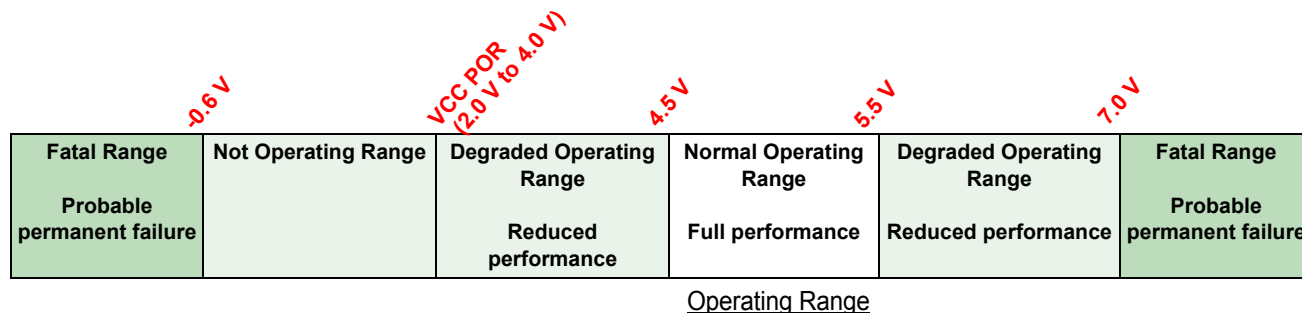 -0.6 V
VCC POR
(2.0 V to 4.0 V)
4.5 V
5.5 V
7.0 V
Fatal Range
Probable
permanent failure
Not Operating Range
Degraded Operating
Range
Reduced
performance
Normal Operating
Range
Full performance
Degraded Operating
Range
Reduced performance
Fatal Range
Probable
permanent failure
Operating Range